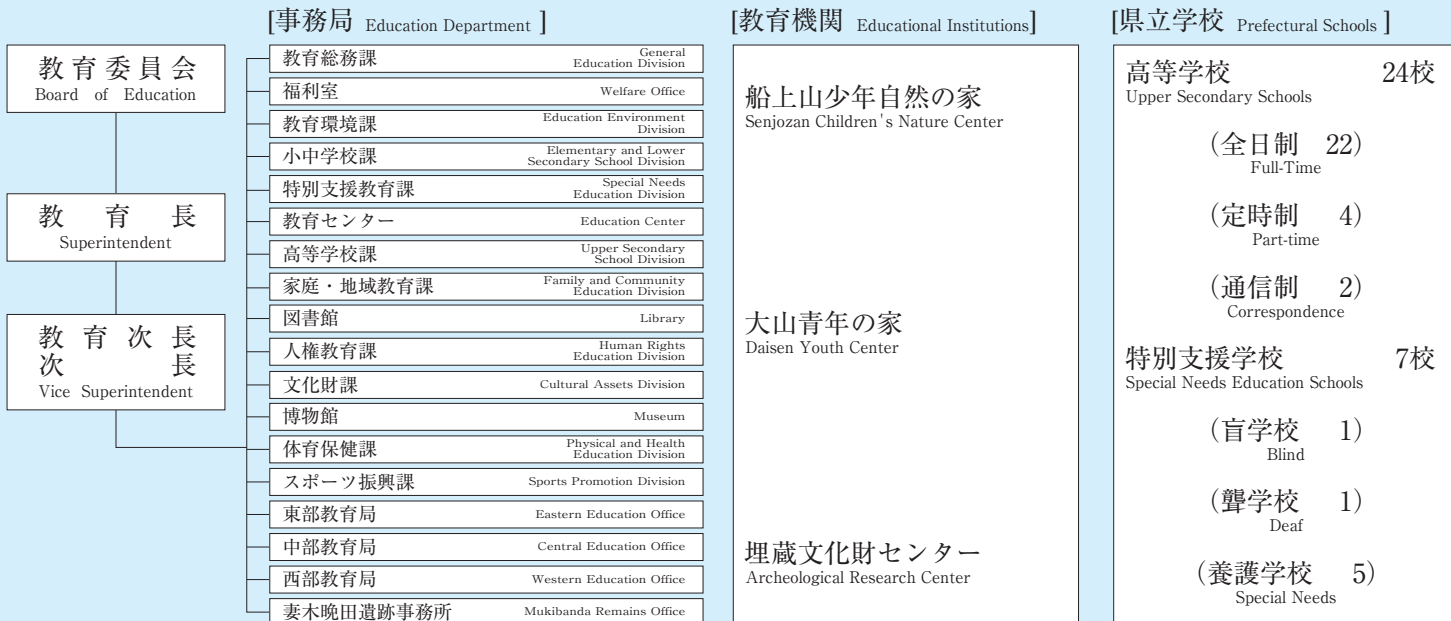 [事務局 Education Department ]
[教育機関 Educational Institutions]
[県立学校 Prefectural Schools ]
教育委員会
Board of Education
教育長
Superintendent
教育次長
次長
Vice Superintendent
教育総務課 General
Education Division
福利室 Welfare Office
教育環境課 Education Environment
Division
小中学校課 Elementary and Lower
Secondary School Division
特別支援教育課 Special Needs
Education Division
教育センター Education Center
高等学校課 Upper Secondary
School Division
家庭・地域教育課 Family and Community
Education Division
図書館 Library
人権教育課 Human Rights
Education Division
文化財課 Cultural Assets Division
博物館 Museum
体育保健課 Physical and Health
Education Division
スポーツ振興課 Sports Promotion Division
東部教育局 Eastern Education Office
中部教育局 Central Education Office
西部教育局 Western Education Office
妻木晩田遺跡事務所 Mukibanda Remains Office
船上山少年自然の家
Senjozan Children's Nature Center
大山青年の家
Daisen Youth Center
埋蔵文化財センター
Archeological Research Center
高等学校 24校
Upper Secondary Schools
(全日制 22)
Full-Time
(定時制 4)
Part-time
(通信制 2)
Correspondence
特別支援学校 7校
Special Needs Education Schools
(盲学校 1)
Blind
(聾学校 1)
Deaf
(養護学校 5)
Special Needs